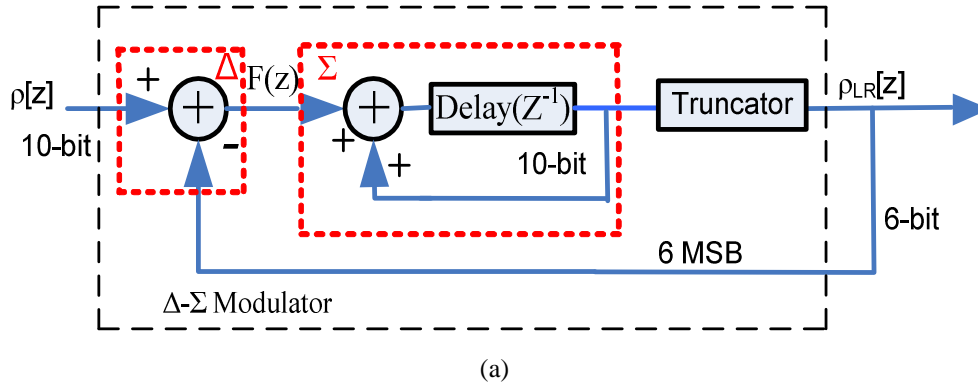 ρ[z]
10-bit
+
-
+
Δ
F(z)
Σ
+
+
+
Delay(Z⁻¹)
10-bit
Truncator
ρLR[z]
6-bit
6 MSB
Δ-Σ Modulator
(a)